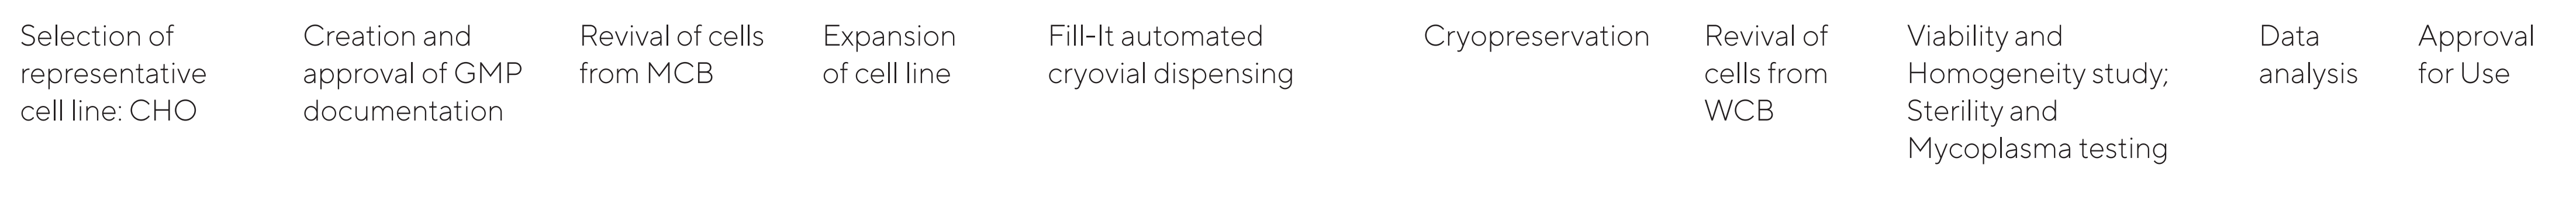 Selection of
representative
cell line: CHO
Creation and
approval of GMP
documentation
Revival of cells
from MCB
Expansion
of cell line
Fill-It automated
cryovial dispensing
Cryopreservation
Revival of
cells from
WCB
Viability and
Homogeneity study;
Sterility and
Mycoplasma testing
Data
analysis
Approval
for Use